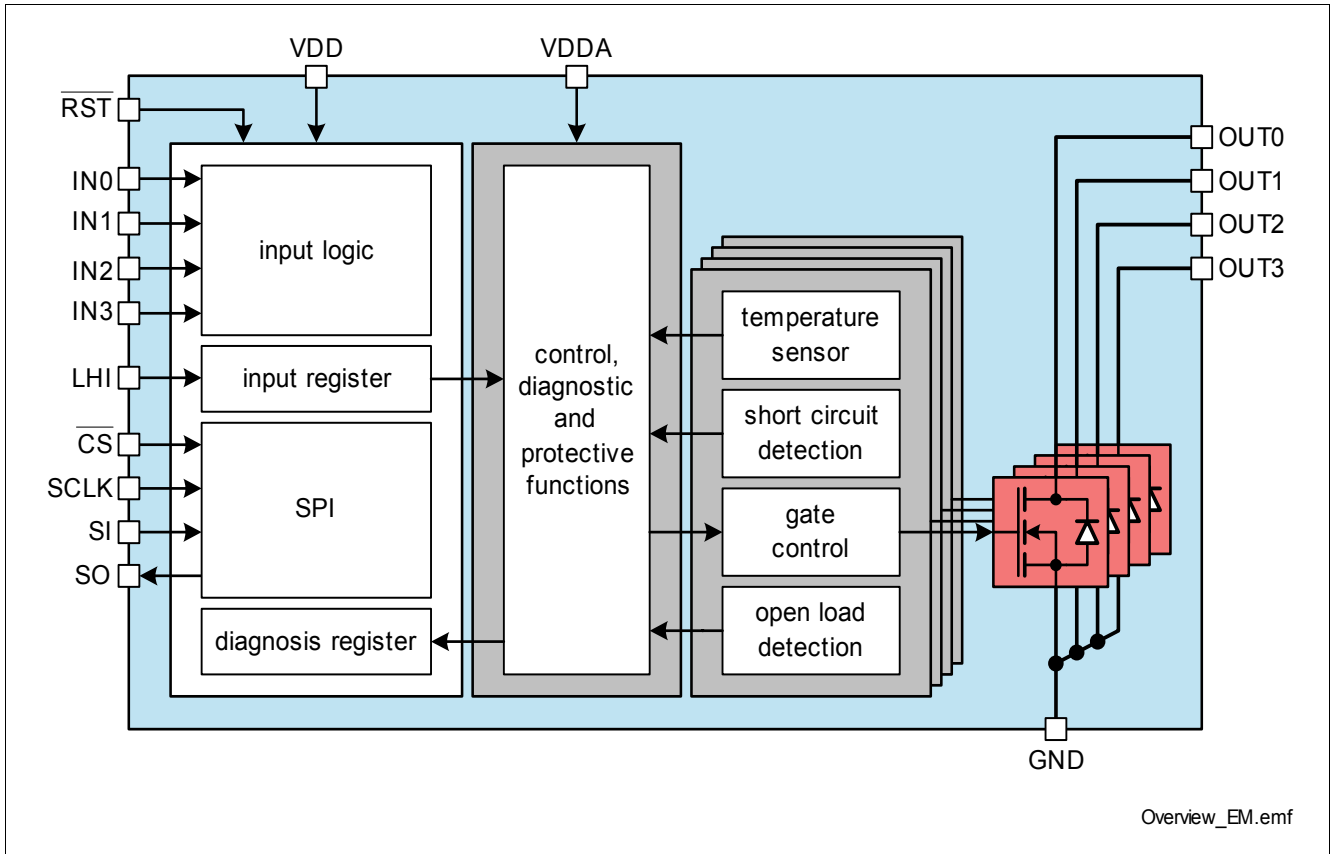 VDD
VDDA
RST
IN0
IN1
IN2
IN3
LHI
CS
SCLK
SI
SO
input logic
input register
SPI
diagnosis register
control,
diagnostic
and
protective
functions
temperature
sensor
short circuit
detection
gate
control
open load
detection
OUT0
OUT1
OUT2
OUT3
GND
Overview_EM.emf